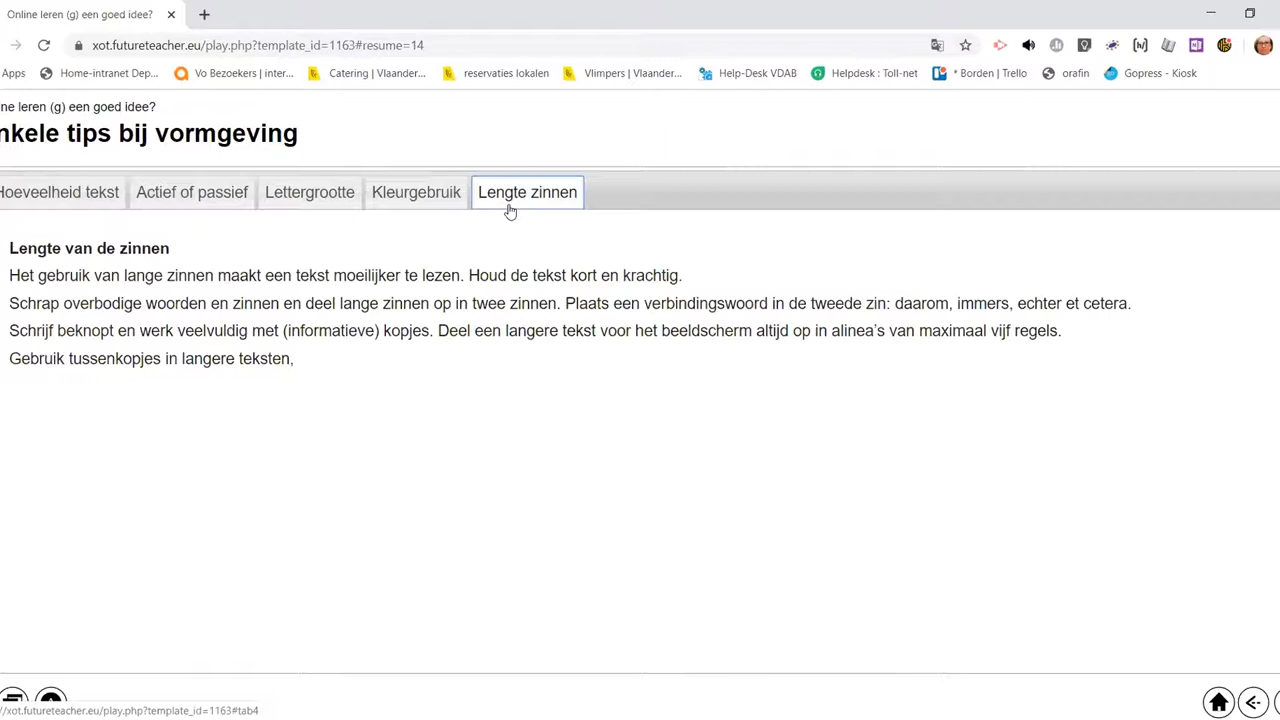 Online leren (g) een goed idee?
xot.futureteacher.eu/play.php?template_id=1163#resume=14
Apps Home-intranet Dep... Vo Bezoekers | inter... Catering | Vlaander... reservaties lokalen Vlimpers | Vlaander... Help-Desk VDAB Helpdesk : Toll-net * Borden | Trello orafin Gopress - Kiosk
ne leren (g) een goed idee?
nkele tips bij vormgeving
Hoeveelheid tekst Actief of passief Lettergrootte Kleurgebruik Lengte zinnen
Lengte van de zinnen
Het gebruik van lange zinnen maakt een tekst moeilijker te lezen. Houd de tekst kort en krachtig.
Schrap overbodige woorden en zinnen en deel lange zinnen op in twee zinnen. Plaats een verbindingswoord in de tweede zin: daarom, immers, echter et cetera.
Schrijf beknopt en werk veelvuldig met (informatieve) kopjes. Deel een langere tekst voor het beeldscherm altijd op in alinea's van maximaal vijf regels.
Gebruik tussenkopjes in langere teksten,
//xot.futureteacher.eu/play.php?template_id=1163#tab4